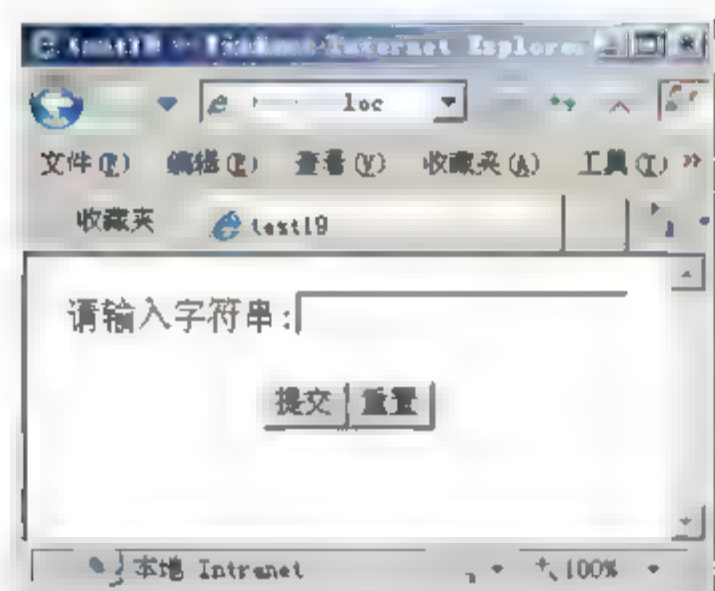 Internet Explorer
loc
文件(F) 编辑(E) 查看(V) 收藏夹(A) 工具(T) »
收藏夹 test19
请输入字符串:
提交 重置
本地 Intranet 100%